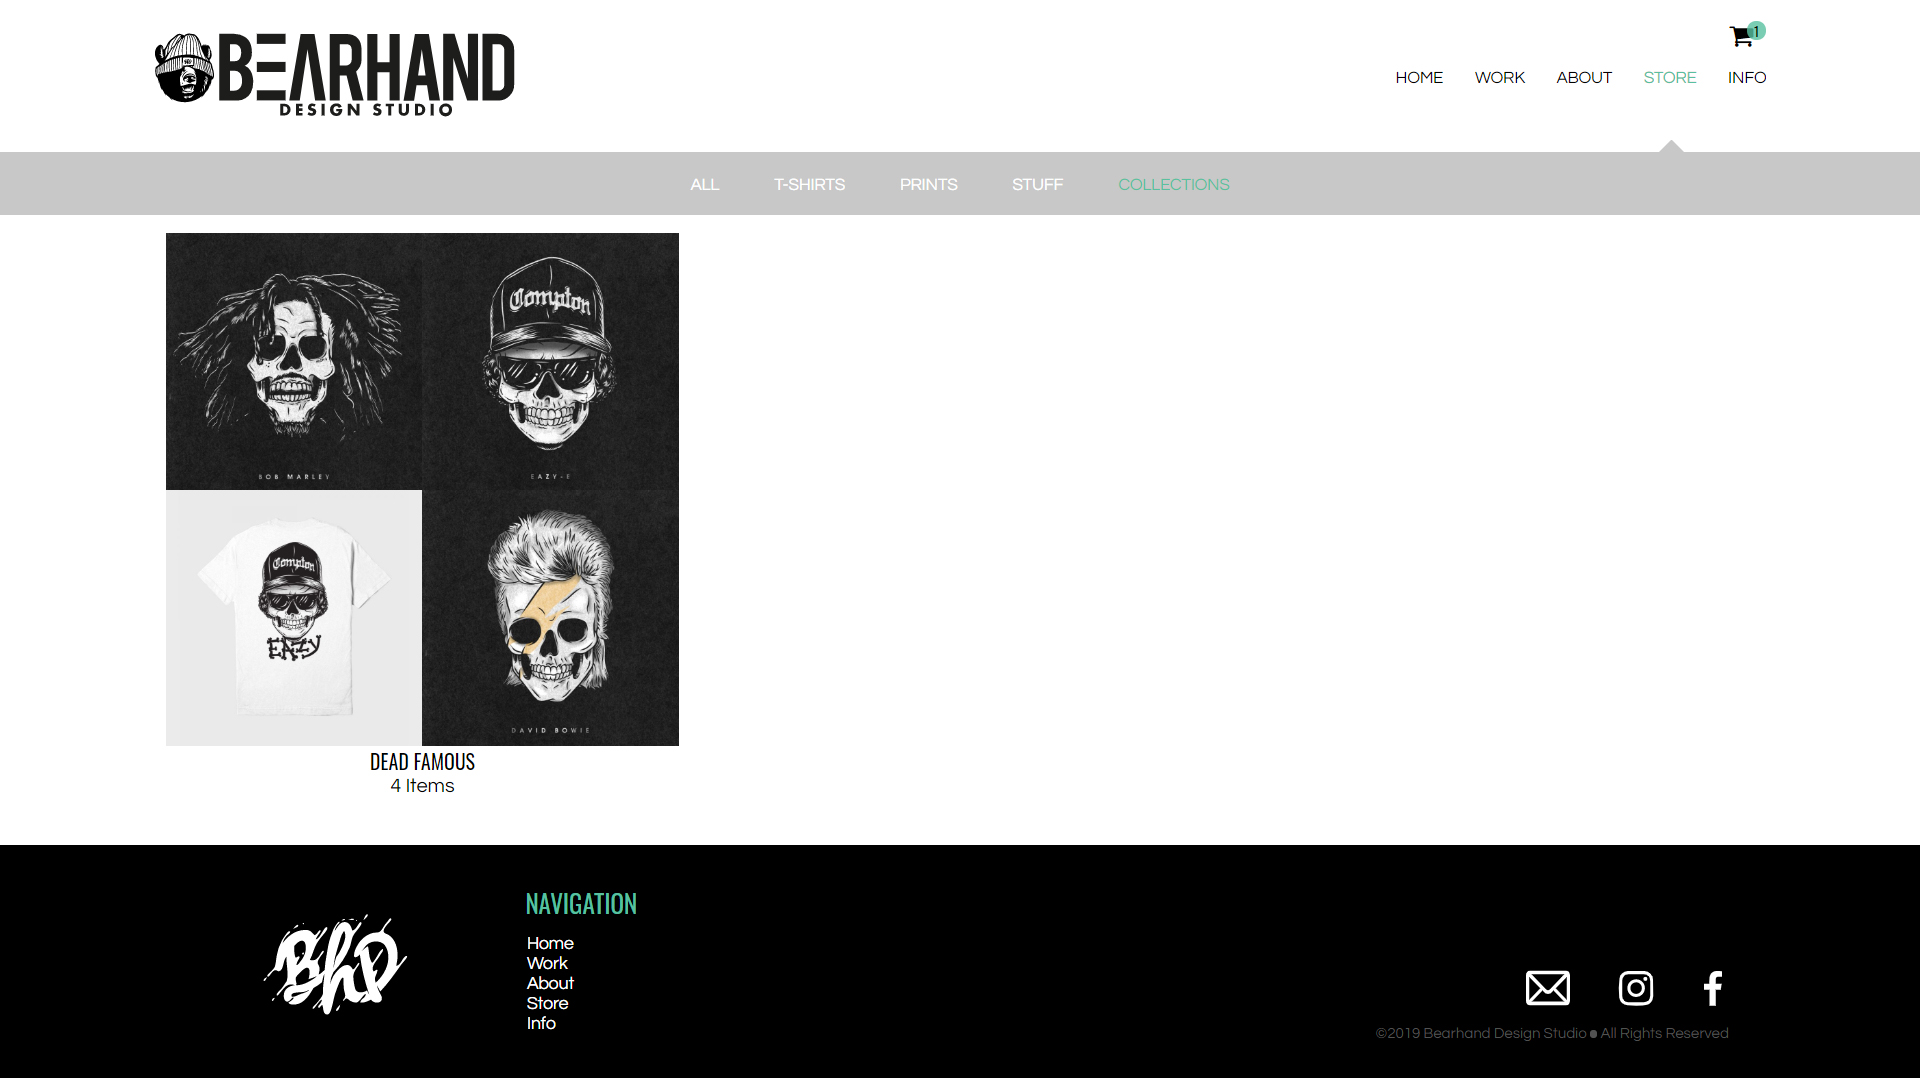 BEARHAND
DESIGN STUDIO
1
HOME WORK ABOUT STORE INFO
ALL T-SHIRTS PRINTS STUFF COLLECTIONS
Compton
BOB MARLEY
EAZY-E
Compton
EAZY
DAVID BOWIE
DEAD FAMOUS
4 Items
BhD
NAVIGATION
Home
Work
About
Store
Info
©2019 Bearhand Design Studio ● All Rights Reserved